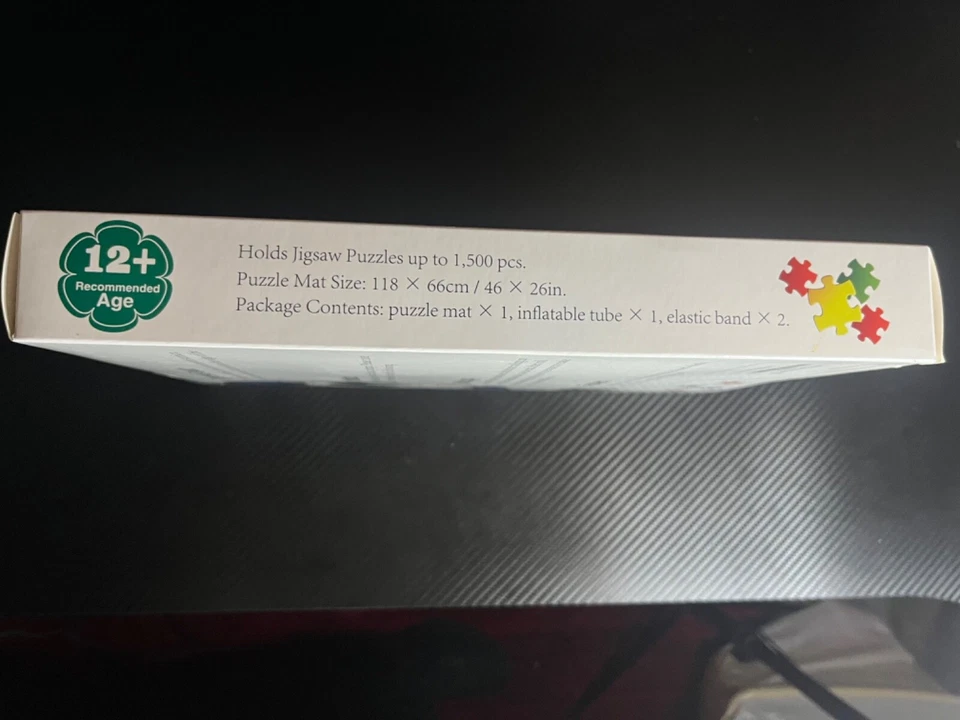 12+
Recommended
Age
Holds Jigsaw Puzzles up to 1,500 pcs.
Puzzle Mat Size: 118 × 66cm / 46 × 26in.
Package Contents: puzzle mat × 1, inflatable tube × 1, elastic band × 2.